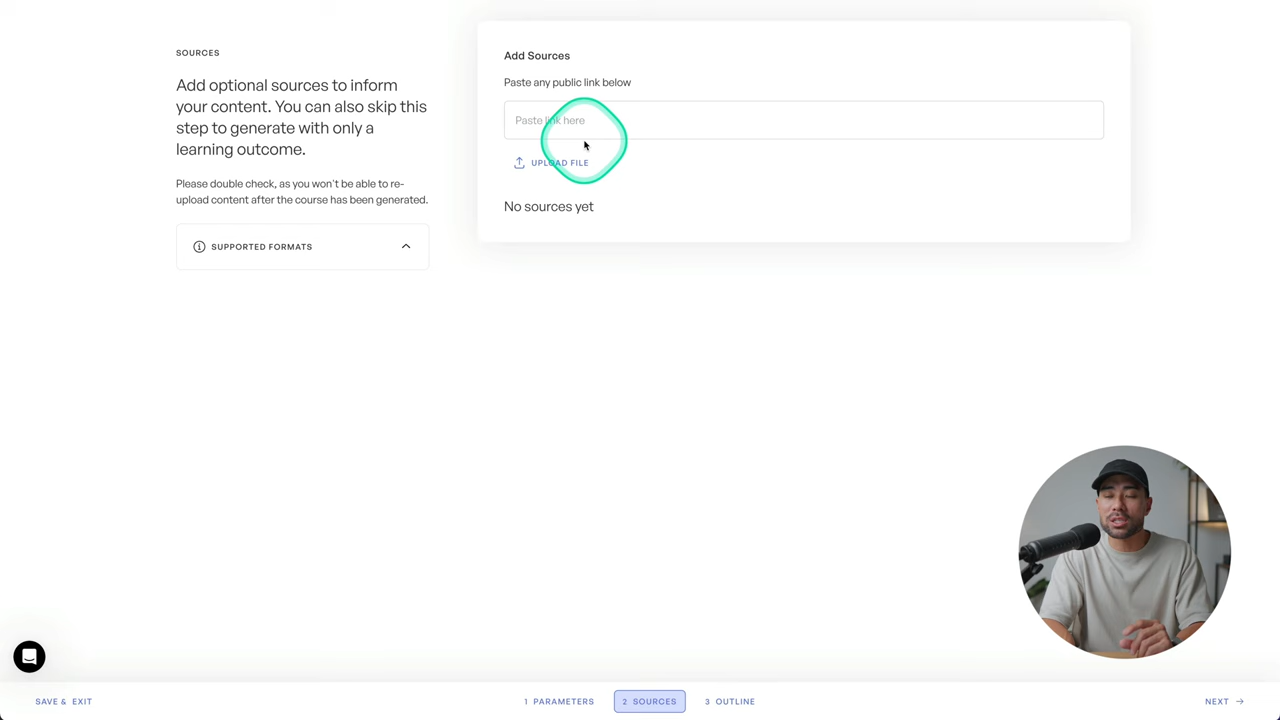 SOURCES
Add optional sources to inform
your content. You can also skip this
step to generate with only a
learning outcome.
Please double check, as you won't be able to re-
upload content after the course has been generated.
SUPPORTED FORMATS
Add Sources
Paste any public link below
Paste link here
UPLOAD FILE
No sources yet
SAVE & EXIT
1 PARAMETERS
2 SOURCES
3 OUTLINE
NEXT